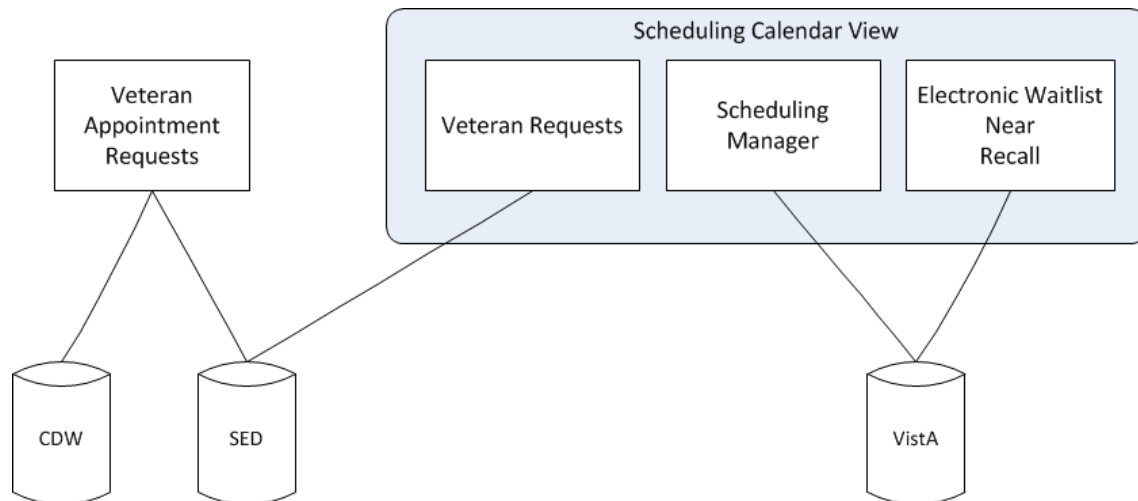 Scheduling Calendar View
Veteran
Appointment
Requests
Veteran Requests
Scheduling
Manager
Electronic Waitlist
Near
Recall
CDW
SED
VistA